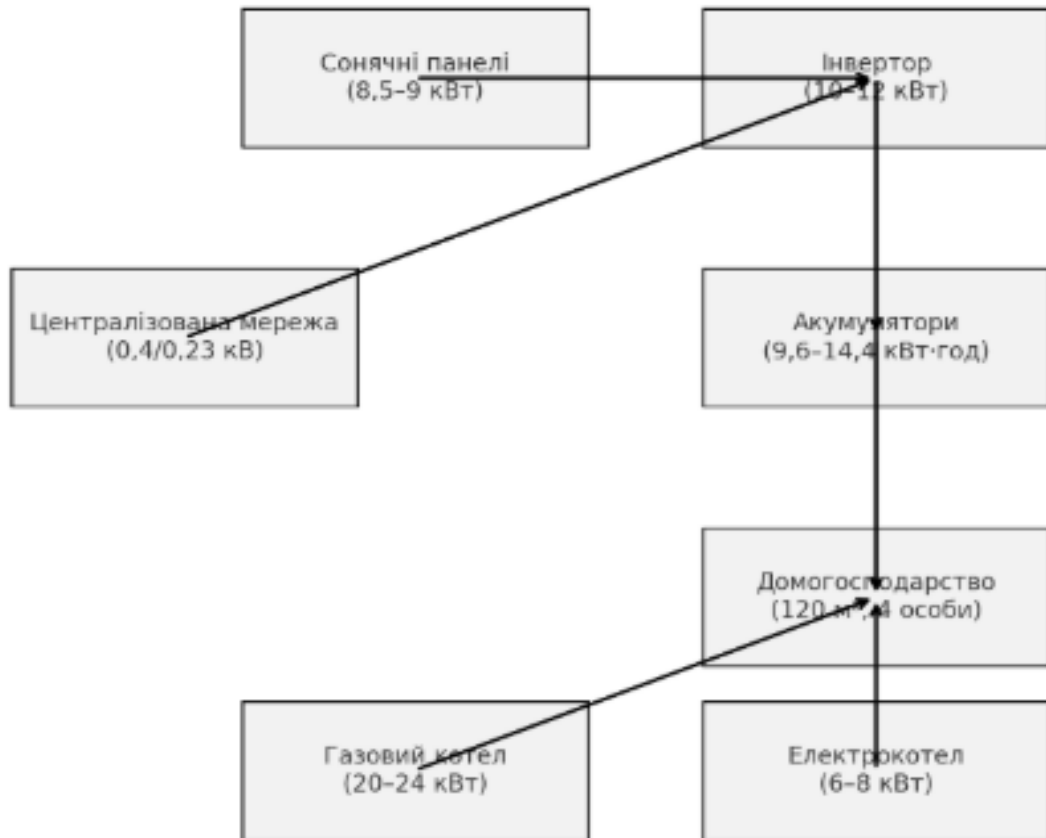 Сонячні панелі
(8,5–9 кВт)
Інвертор
(10–12 кВт)
Централізована мережа
(0,4/0,23 кВ)
Акумулятори
(9,6–14,4 кВт·год)
Домогосподарство
(120 м², 4 особи)
Газовий котел
(20–24 кВт)
Електрокотел
(6–8 кВт)